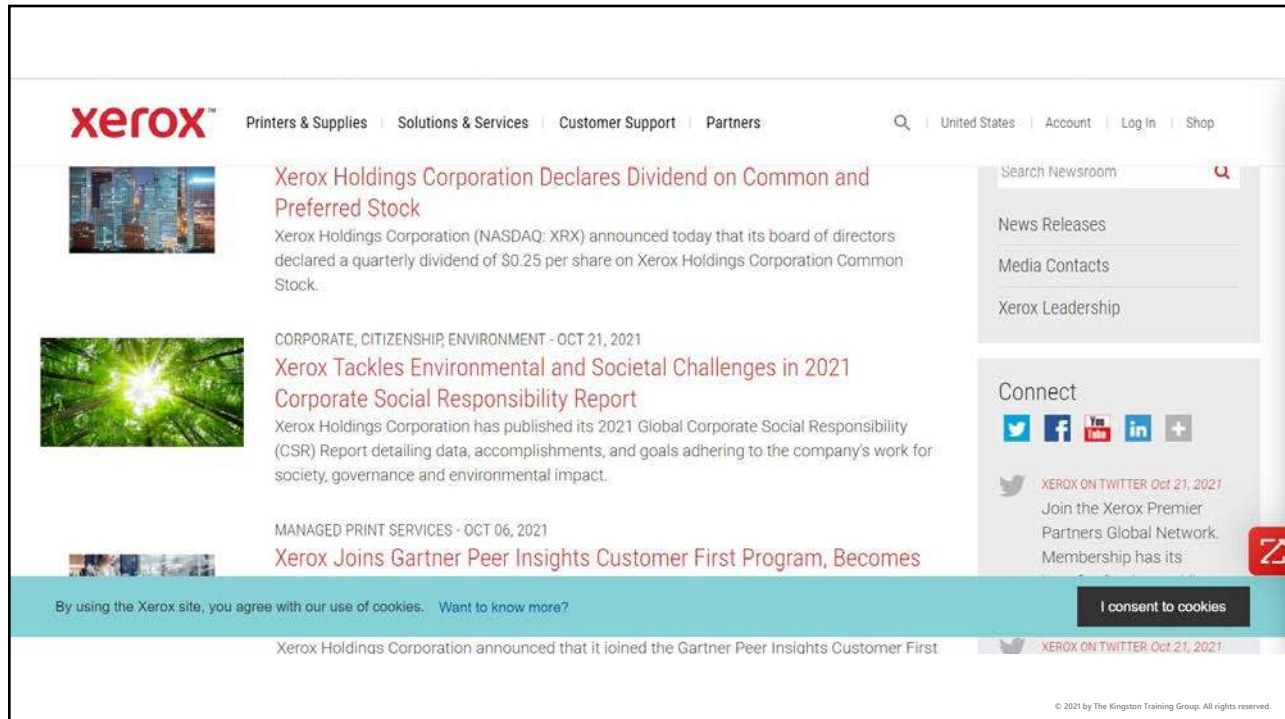 xerox™
Printers & Supplies
Solutions & Services
Customer Support
Partners
United States
Account
Log In
Shop
Xerox Holdings Corporation Declares Dividend on Common and
Preferred Stock
Xerox Holdings Corporation (NASDAQ: XRX) announced today that its board of directors
declared a quarterly dividend of $0.25 per share on Xerox Holdings Corporation Common
Stock.
CORPORATE, CITIZENSHIP, ENVIRONMENT - OCT 21, 2021
Xerox Tackles Environmental and Societal Challenges in 2021
Corporate Social Responsibility Report
Xerox Holdings Corporation has published its 2021 Global Corporate Social Responsibility
(CSR) Report detailing data, accomplishments, and goals adhering to the company's work for
society, governance and environmental impact.
MANAGED PRINT SERVICES - OCT 06, 2021
Xerox Joins Gartner Peer Insights Customer First Program, Becomes
Xerox Holdings Corporation announced that it joined the Gartner Peer Insights Customer First
Search Newsroom
News Releases
Media Contacts
Xerox Leadership
Connect
You
Tube
in
XEROX ON TWITTER Oct 21, 2021
Join the Xerox Premier
Partners Global Network.
Membership has its
XEROX ON TWITTER Oct 21, 2021
By using the Xerox site, you agree with our use of cookies. Want to know more?
I consent to cookies
© 2021 by The Kingston Training Group. All rights reserved.